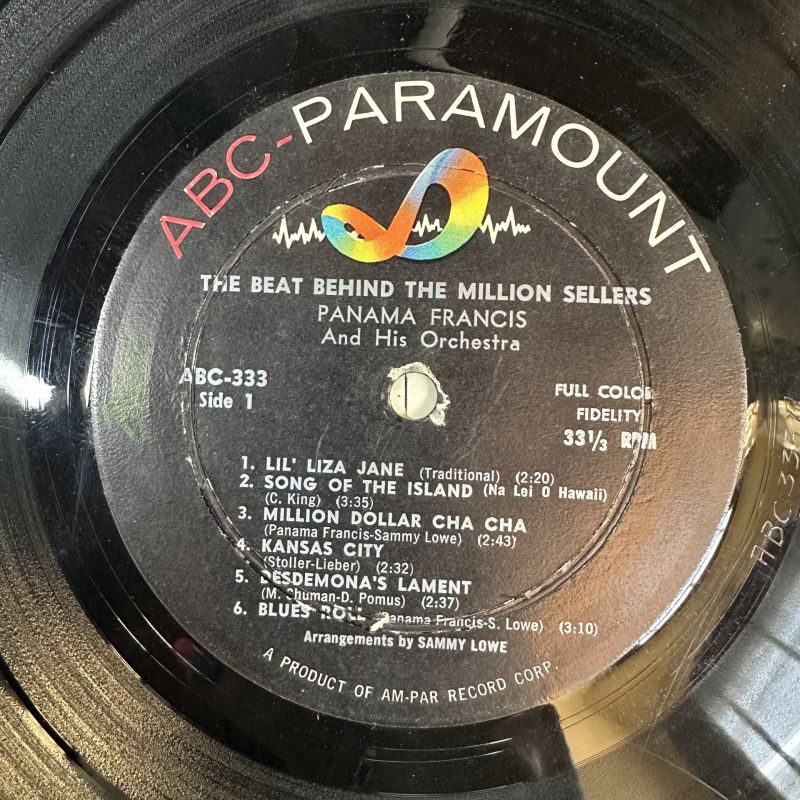 ABC-PARAMOUNT
THE BEAT BEHIND THE MILLION SELLERS
PANAMA FRANCIS
And His Orchestra
ABC-333
Side 1
FULL COLOR
FIDELITY
33 1/3 RPM
1. LIL' LIZA JANE (Traditional) (2:20)
2. SONG OF THE ISLAND (Na Lei O Hawaii)
(C. King) (3:35)
3. MILLION DOLLAR CHA CHA
(Panama Francis-Sammy Lowe) (2:43)
4. KANSAS CITY
(Stoller-Lieber) (2:32)
5. DESDEMONA'S LAMENT
(M. Shuman-D. Pomus) (2:37)
6. BLUES ROLL (Panama Francis-S. Lowe) (3:10)
Arrangements by SAMMY LOWE
A PRODUCT OF AM-PAR RECORD CORP.